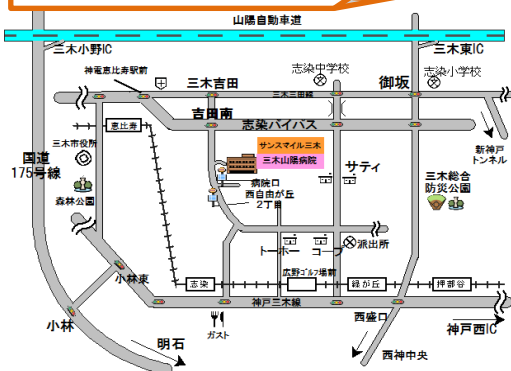 山陽自動車道
三木小野IC
三木東IC
神電恵比寿駅前
三木吉田
志染中学校
御坂
志染小学校
三木三田線
吉田南
志染バイパス
恵比寿
サンスマイル三木
三木山陽病院
三木市役所
国道
175号線
森林公園
病院口
西自由が丘
2丁目
サティ
新神戸
トンネル
三木総合
防災公園
トーホー
コープ
派出所
広野ゴルフ場前
小林東
志染
緑が丘
押部谷
神戸三木線
小林
ガスト
明石
西盛口
西神中央
神戸西IC